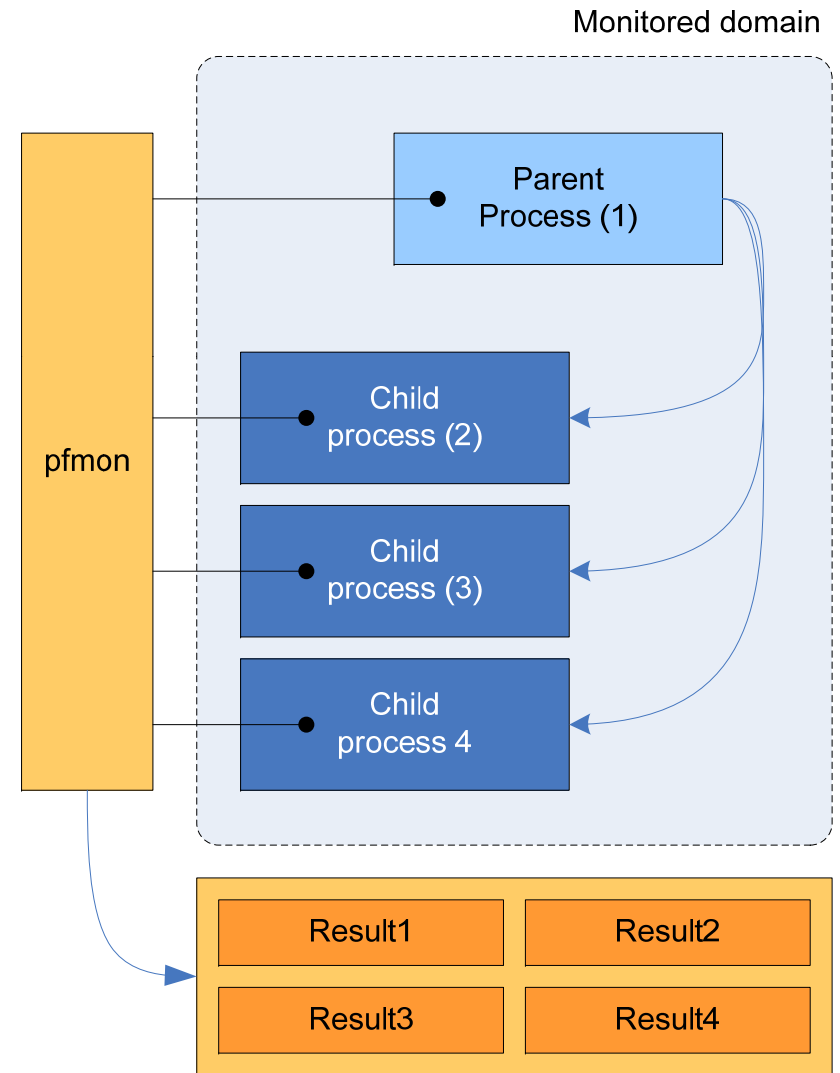 Monitored domain
Parent
Process (1)
pfmon
Child
process (2)
Child
process (3)
Child
process 4
Result1
Result2
Result3
Result4